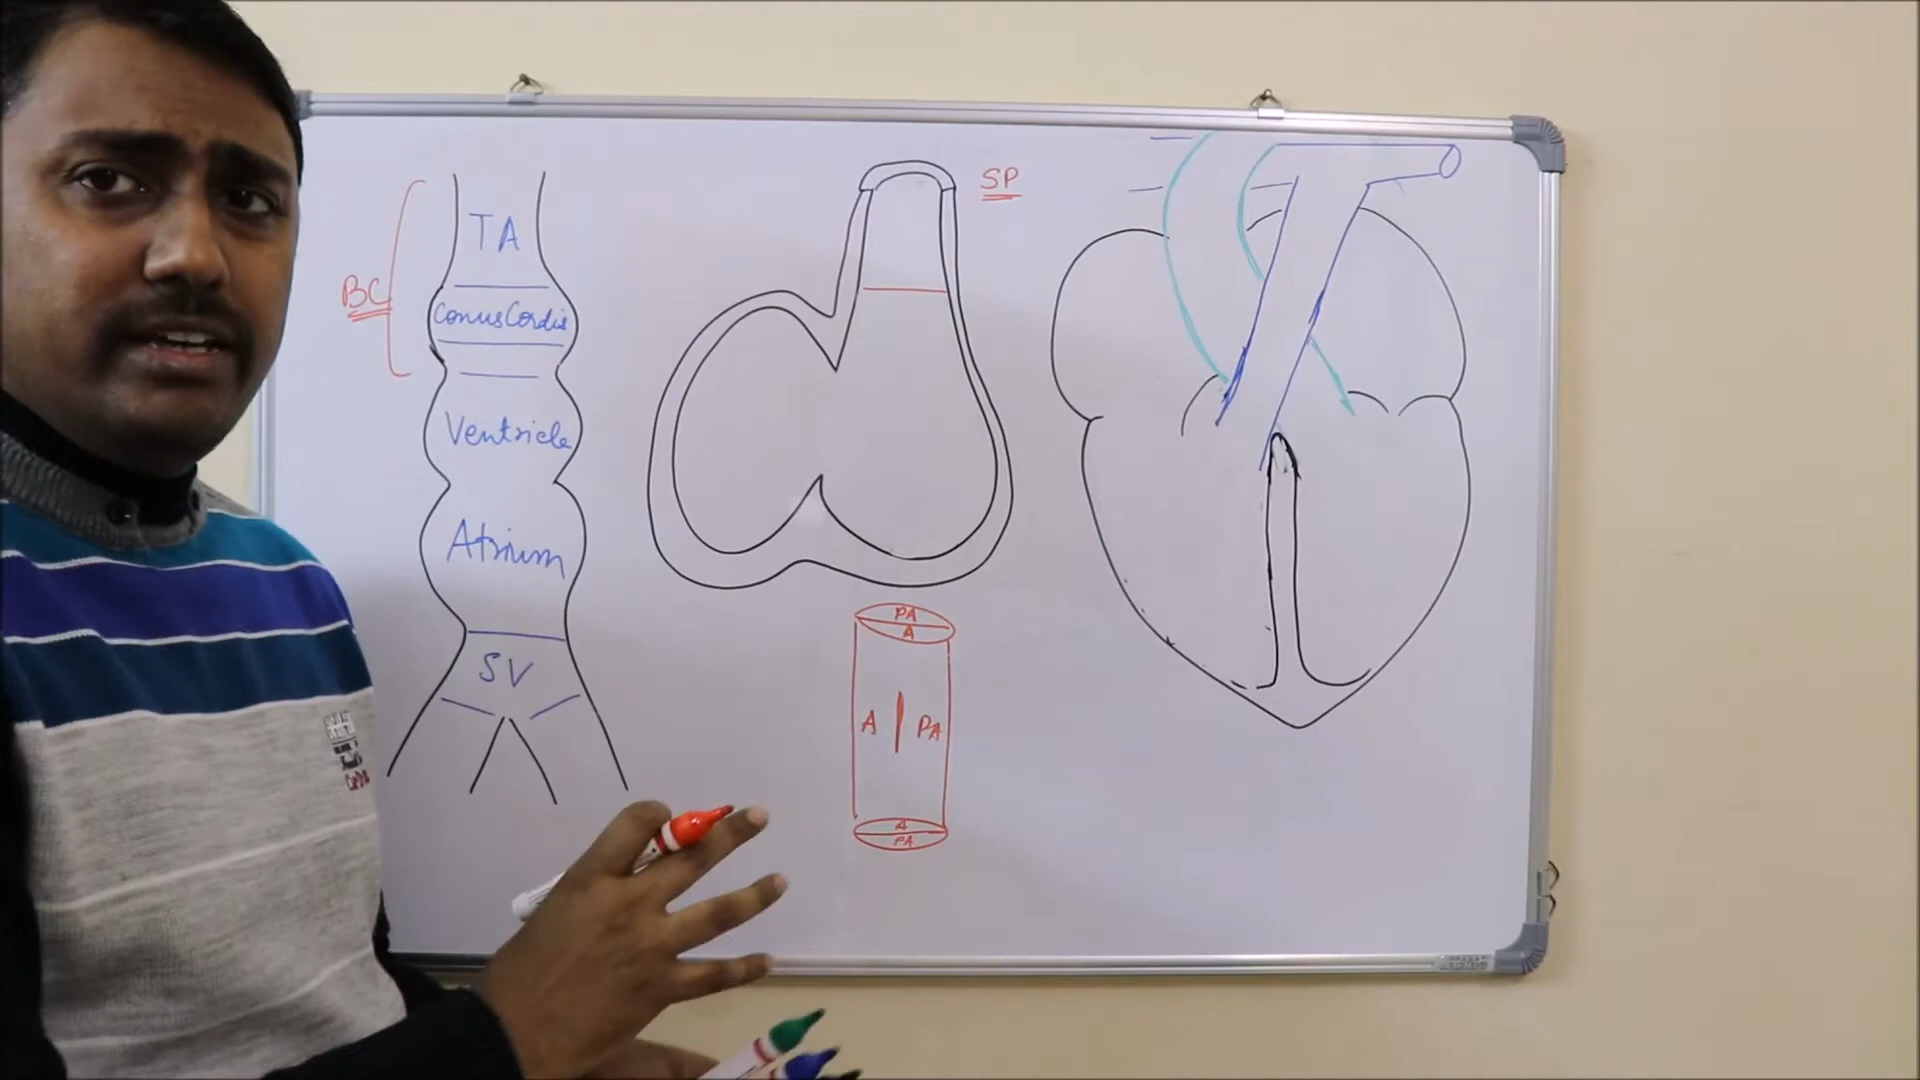 TA
BC
Conus Cordis
Ventricle
Atrium
SV
SP
PA
A
A PA
A
PA